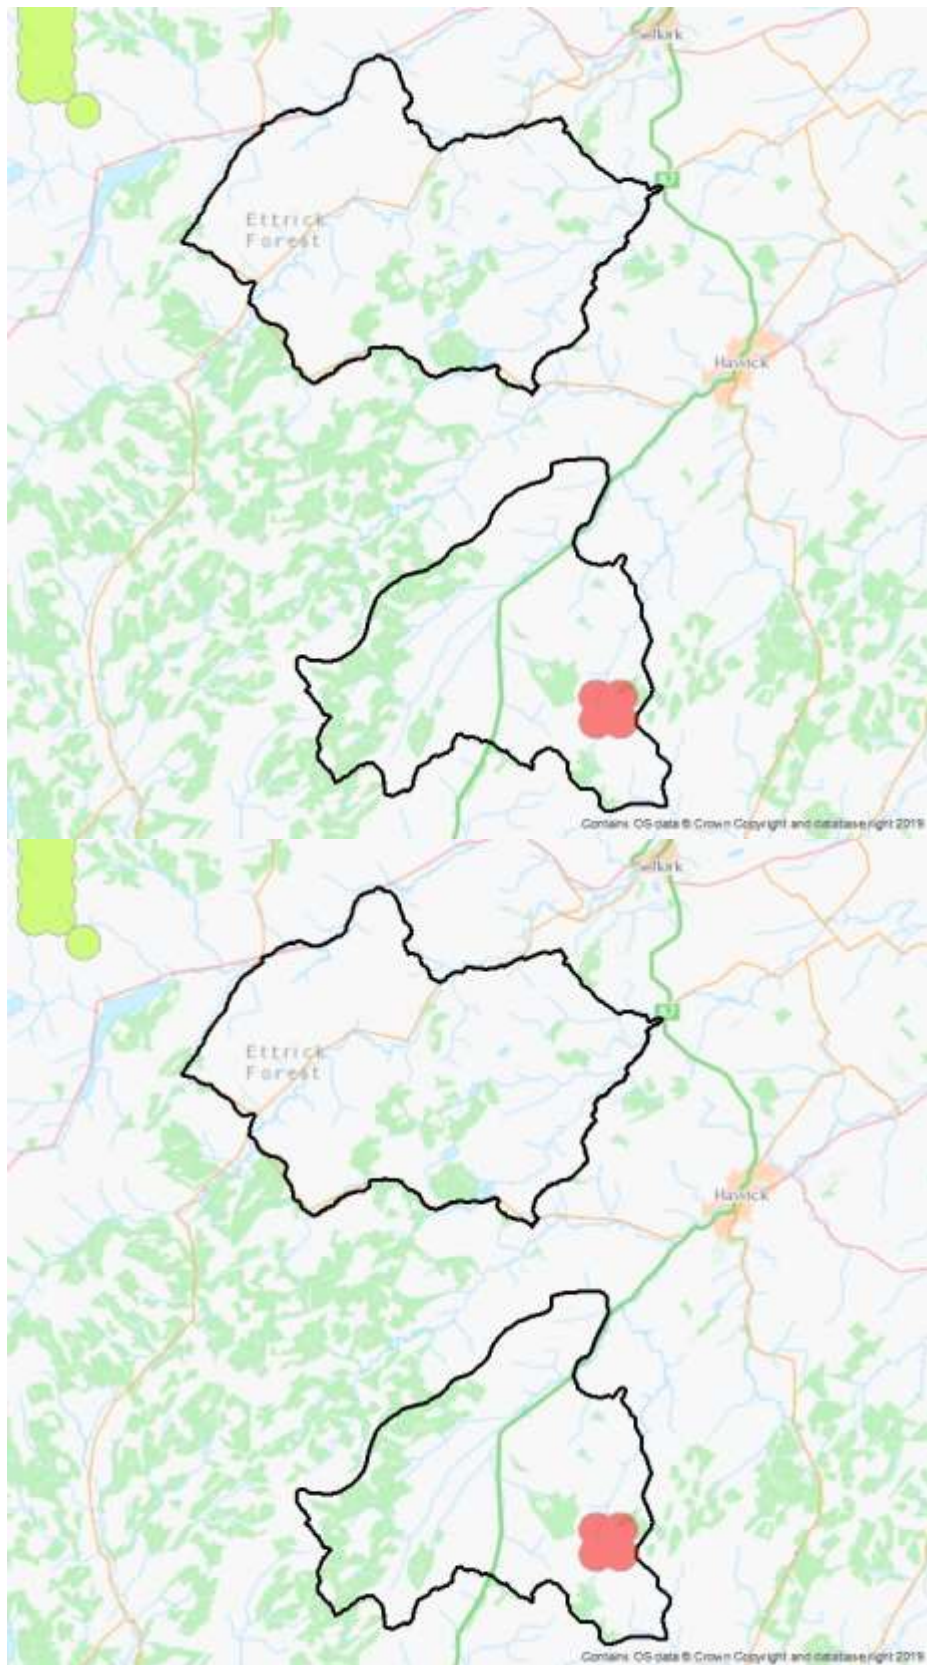 Selkirk
A7
Ettrick
Forest
Hawick
Contains OS data © Crown Copyright and database right 2019
Selkirk
A7
Ettrick
Forest
Hawick
Contains OS data © Crown Copyright and database right 2019